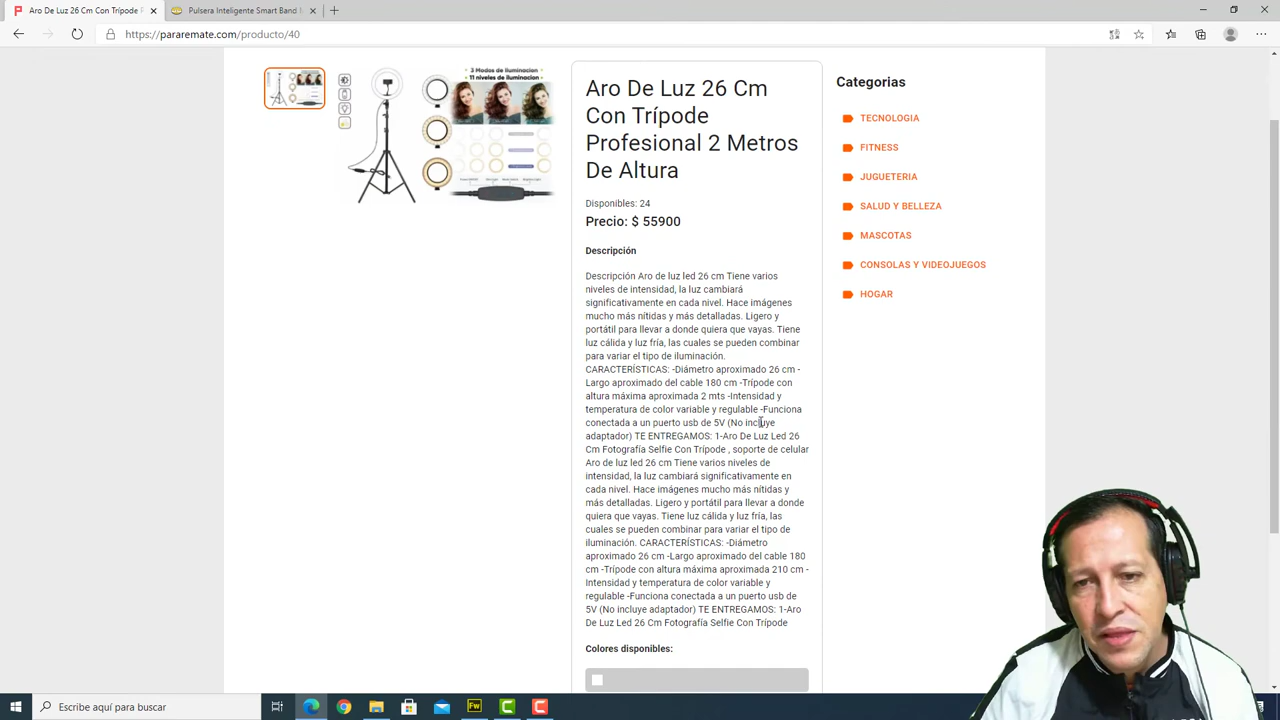 Aro De Luz 26 Cm Con Trípode P
Pulsera Inteligente Smart Band I
https://pararemate.com/producto/40
3 Modos de iluminacion
11 niveles de iluminacion
Aro De Luz 26 Cm
Con Trípode
Profesional 2 Metros
De Altura
Disponibles: 24
Precio: $ 55900
Descripción
Descripción Aro de luz led 26 cm Tiene varios
niveles de intensidad, la luz cambiará
significativamente en cada nivel. Hace imágenes
mucho más nítidas y más detalladas. Ligero y
portátil para llevar a donde quiera que vayas. Tiene
luz cálida y luz fría, las cuales se pueden combinar
para variar el tipo de iluminación.
CARACTERÍSTICAS: -Diámetro aproximado 26 cm -
Largo aproximado del cable 180 cm -Trípode con
altura máxima aproximada 2 mts -Intensidad y
temperatura de color variable y regulable -Funciona
conectada a un puerto usb de 5V (No incluye
adaptador) TE ENTREGAMOS: 1-Aro De Luz Led 26
Cm Fotografía Selfie Con Trípode , soporte de celular
Aro de luz led 26 cm Tiene varios niveles de
intensidad, la luz cambiará significativamente en
cada nivel. Hace imágenes mucho más nítidas y
más detalladas. Ligero y portátil para llevar a donde
quiera que vayas. Tiene luz cálida y luz fría, las
cuales se pueden combinar para variar el tipo de
iluminación. CARACTERÍSTICAS: -Diámetro
aproximado 26 cm -Largo aproximado del cable 180
cm -Trípode con altura máxima aproximada 210 cm -
Intensidad y temperatura de color variable y
regulable -Funciona conectada a un puerto usb de
5V (No incluye adaptador) TE ENTREGAMOS: 1-Aro
De Luz Led 26 Cm Fotografía Selfie Con Trípode
Colores disponibles:
Categorias
TECNOLOGIA
FITNESS
JUGUETERIA
SALUD Y BELLEZA
MASCOTAS
CONSOLAS Y VIDEOJUEGOS
HOGAR
Escribe aquí para buscar
Fw